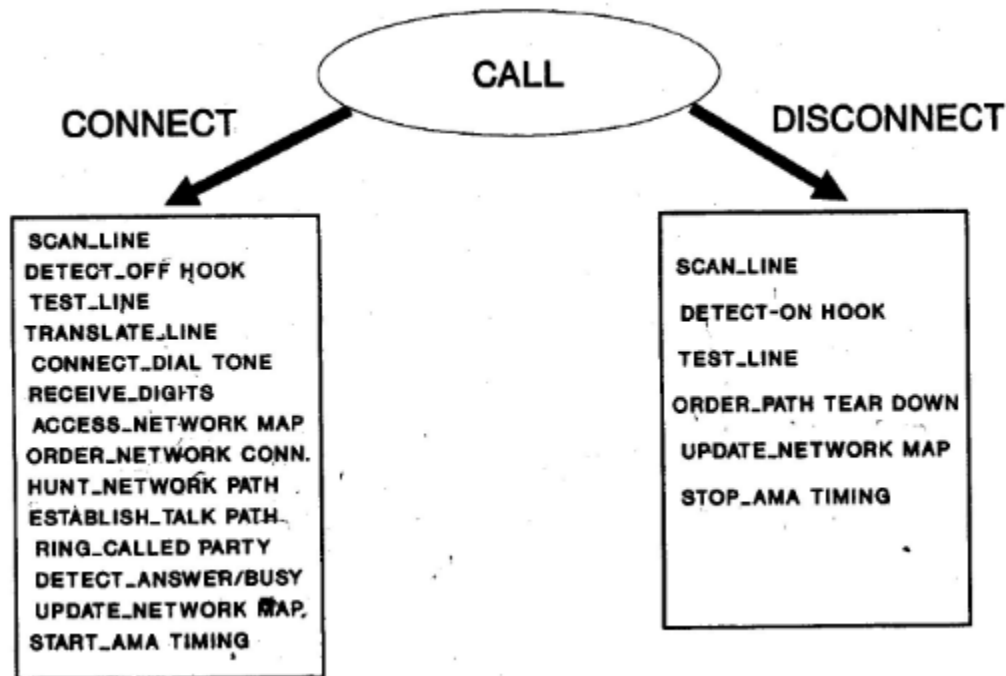 CALL
CONNECT
DISCONNECT
SCAN_LINE
DETECT_OFF HOOK
TEST_LINE
TRANSLATE_LINE
CONNECT_DIAL TONE
RECEIVE_DIGITS
ACCESS_NETWORK MAP
ORDER_NETWORK CONN.
HUNT_NETWORK PATH
ESTABLISH_TALK PATH
RING_CALLED PARTY
DETECT_ANSWER/BUSY
UPDATE_NETWORK MAP.
START_AMA TIMING
SCAN_LINE
DETECT-ON HOOK
TEST_LINE
ORDER_PATH TEAR DOWN
UPDATE_NETWORK MAP
STOP_AMA TIMING